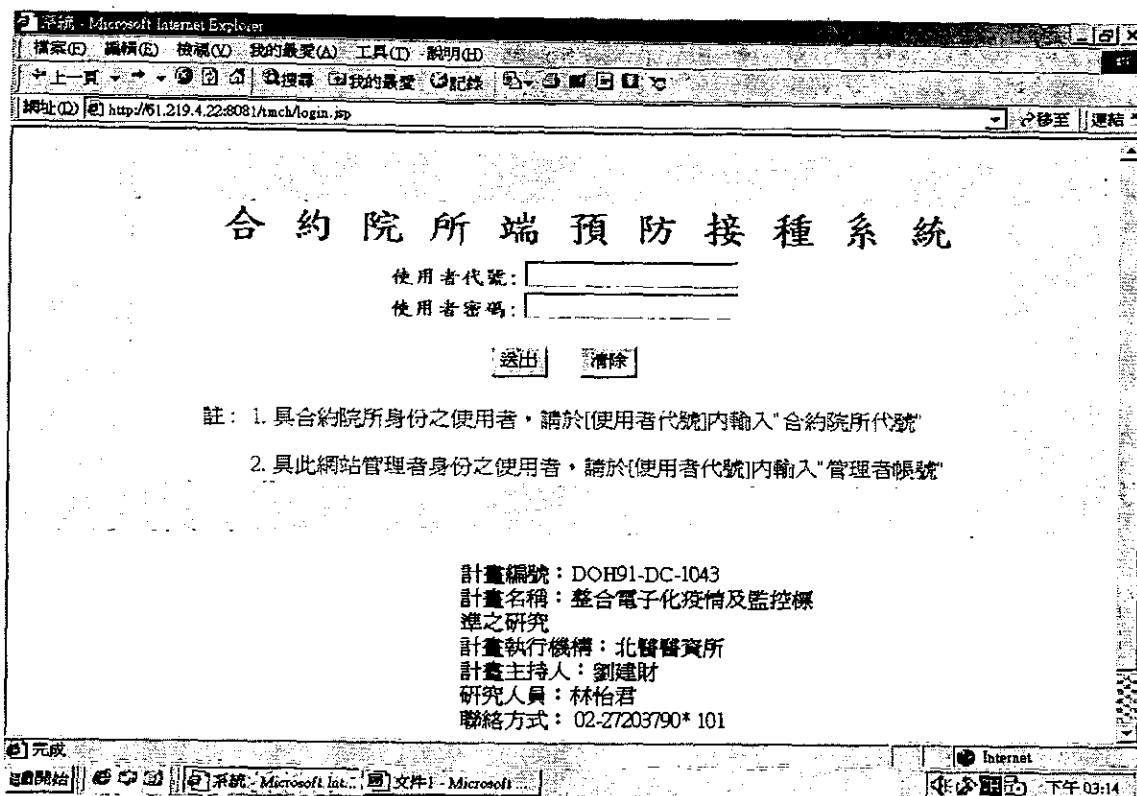 系統 - Microsoft Internet Explorer
檔案(F) 編輯(E) 檢視(V) 我的最愛(A) 工具(T) 說明(H)
上一頁 搜尋 我的最愛 記錄
網址(D) http://61.219.4.22:8081/tmch/login.jsp 移至 連結
合約院所端預防接種系統
使用者代號:
使用者密碼:
送出 清除
註: 1. 具合約院所身份之使用者,請於[使用者代號]內輸入"合約院所代號"
2. 具此網站管理者身份之使用者,請於[使用者代號]內輸入"管理者帳號"
計畫編號:DOH91-DC-1043
計畫名稱:整合電子化疫情及監控標
準之研究
計畫執行機構:北醫醫資所
計畫主持人:劉建財
研究人員:林怡君
聯絡方式: 02-27203790* 101
完成 Internet
開始 系統 - Microsoft Int... 文件1 - Microsoft ... 下午 03:14